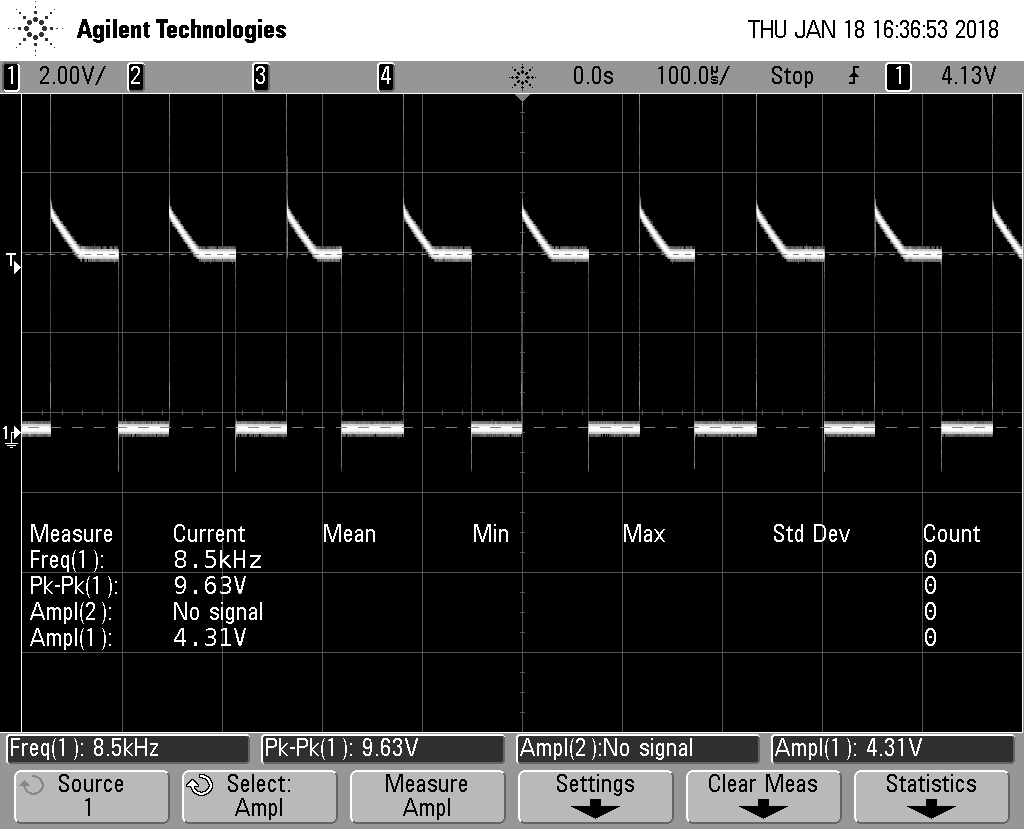 Agilent Technologies THU JAN 18 16:36:53 2018
1 2.00V/ 2 3 4 0.0s 100.0µs/ Stop 1 4.13V
T
1
Measure Current Mean Min Max Std Dev Count
Freq(1): 8.5kHz 0
Pk-Pk(1): 9.63V 0
Ampl(2): No signal 0
Ampl(1): 4.31V 0
Freq(1): 8.5kHz Pk-Pk(1): 9.63V Ampl(2):No signal Ampl(1): 4.31V
Source Select: Measure Settings Clear Meas Statistics
1 Ampl Ampl